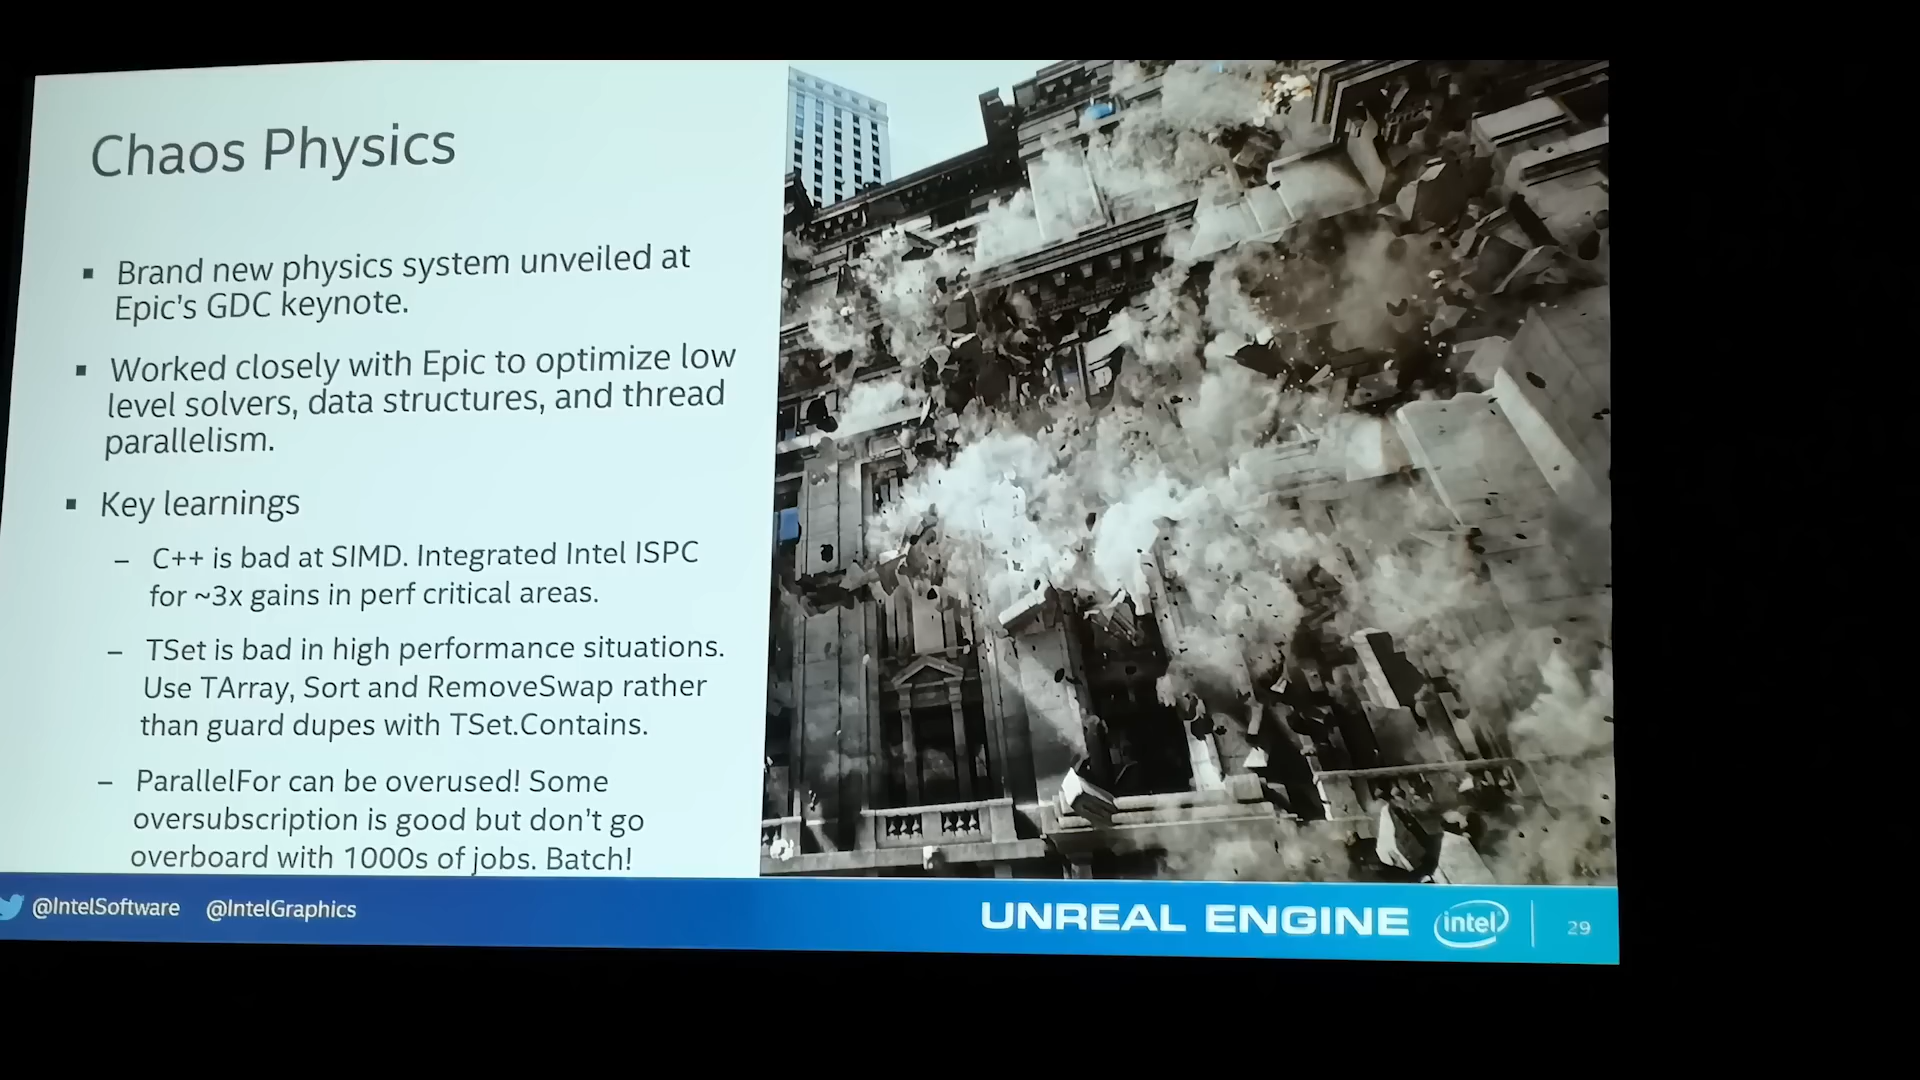 Chaos Physics
▪ Brand new physics system unveiled at
Epic's GDC keynote.
▪ Worked closely with Epic to optimize low
level solvers, data structures, and thread
parallelism.
▪ Key learnings
– C++ is bad at SIMD. Integrated Intel ISPC
for ~3x gains in perf critical areas.
– TSet is bad in high performance situations.
Use TArray, Sort and RemoveSwap rather
than guard dupes with TSet.Contains.
– ParallelFor can be overused! Some
oversubscription is good but don't go
overboard with 1000s of jobs. Batch!
@IntelSoftware @IntelGraphics
UNREAL ENGINE intel 29